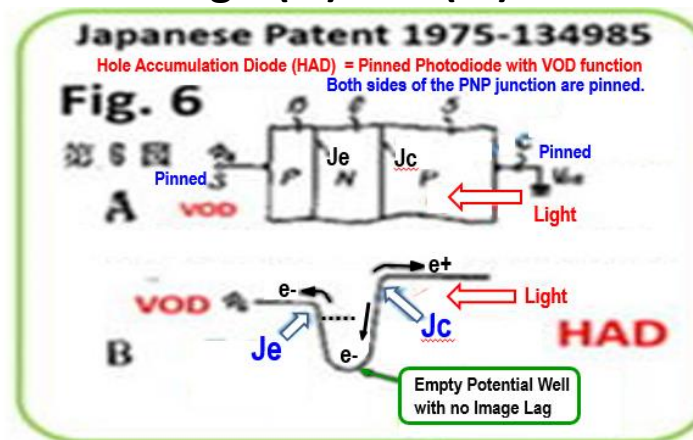 Japanese Patent 1975-134985
Hole Accumulation Diode (HAD) = Pinned Photodiode with VOD function
Both sides of the PNP junction are pinned.
Fig. 6
Je
Jc
Pinned
Pinned
P
N
P
A
VOD
Light
e-
e+
VOD
Light
Je
Jc
HAD
B
e-
Empty Potential Well
with no Image Lag